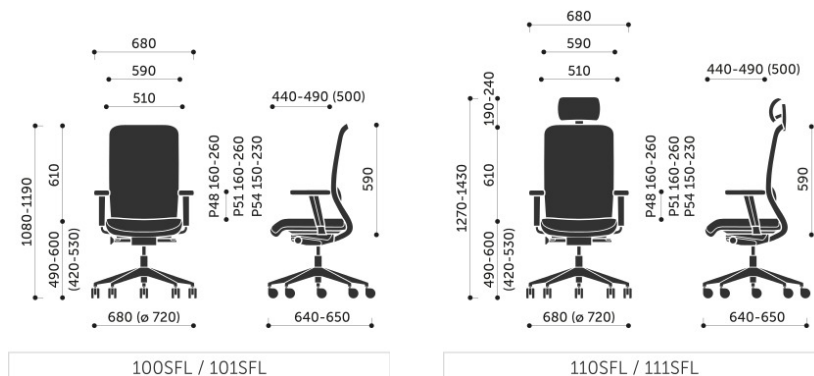 680
590
510
440-490 (500)
1080-1190
610
490-600
(420-530)
P48 160-260
P51 160-260
P54 150-230
590
680 (ø 720)
640-650
100SFL / 101SFL
680
590
510
440-490 (500)
190-240
1270-1430
610
490-600
(420-530)
P48 160-260
P51 160-260
P54 150-230
590
680 (ø 720)
640-650
110SFL / 111SFL